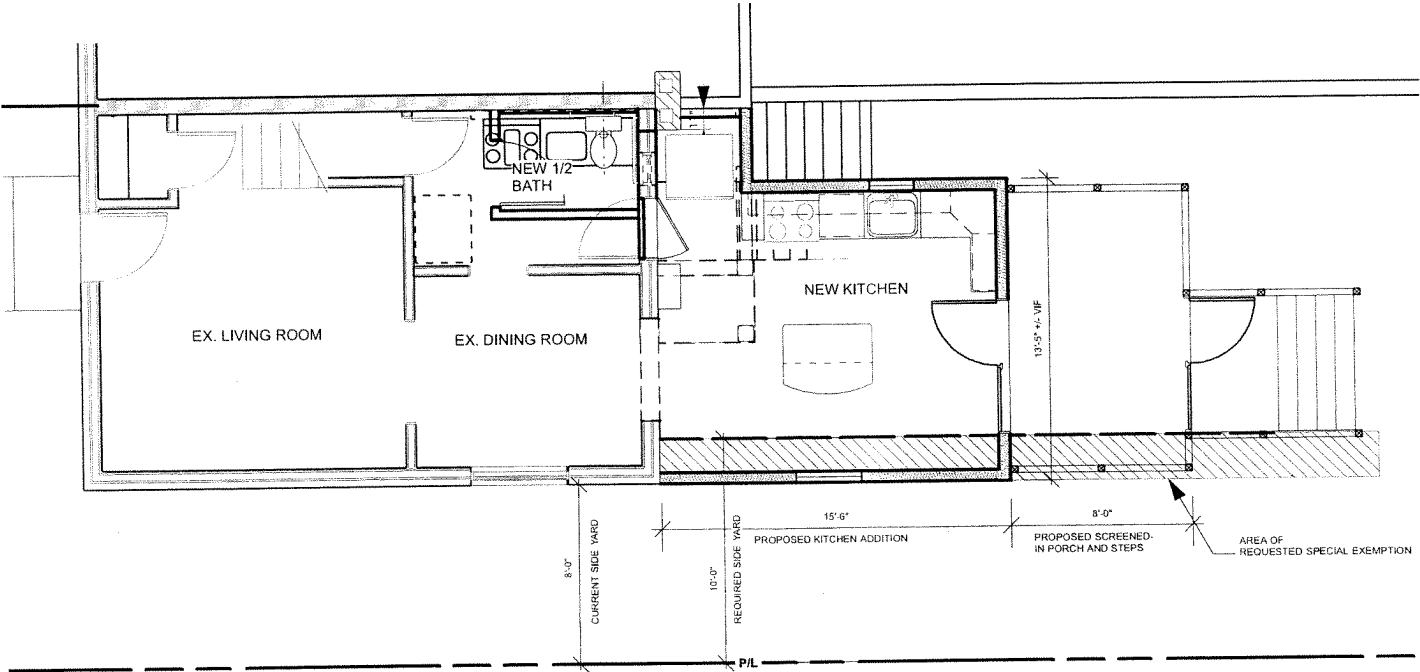 NEW 1/2
BATH
EX. LIVING ROOM
EX. DINING ROOM
NEW KITCHEN
13'-5" +/- VIF
15'-6"
PROPOSED KITCHEN ADDITION
8'-0"
PROPOSED SCREENED-
IN PORCH AND STEPS
AREA OF
REQUESTED SPECIAL EXEMPTION
8'-0"
CURRENT SIDE YARD
10'-0"
REQUIRED SIDE YARD
P/L